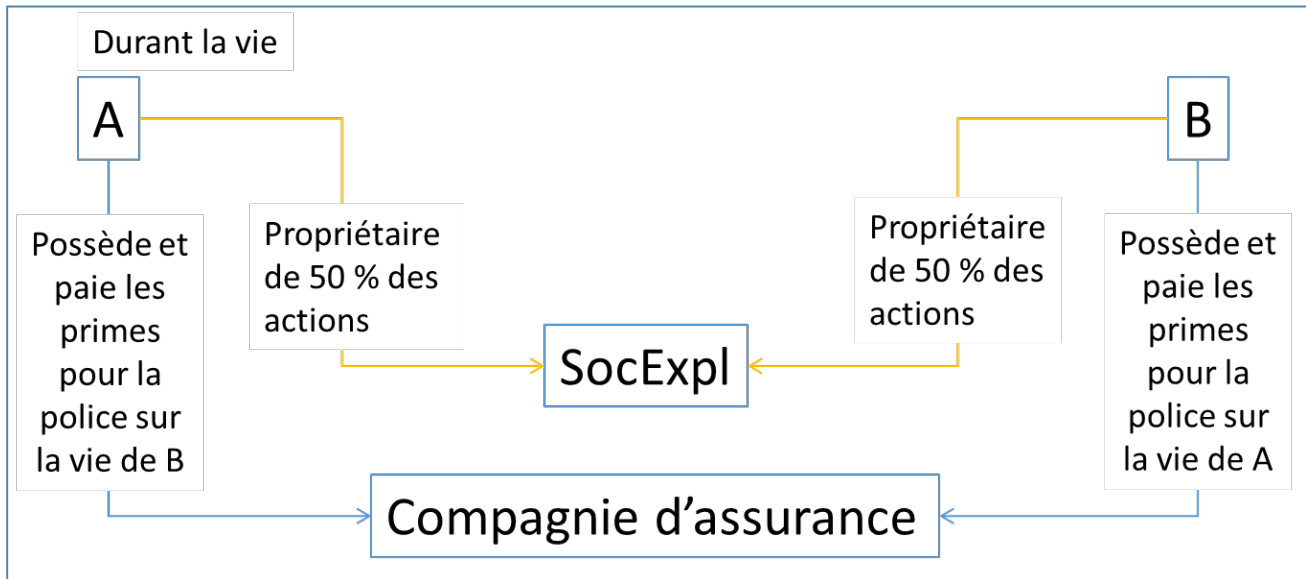 Durant la vie
A
B
Possède et
paie les
primes
pour la
police sur
la vie de B
Propriétaire
de 50 % des
actions
Propriétaire
de 50 % des
actions
Possède et
paie les
primes
pour la
police sur
la vie de A
SocExpl
Compagnie d’assurance